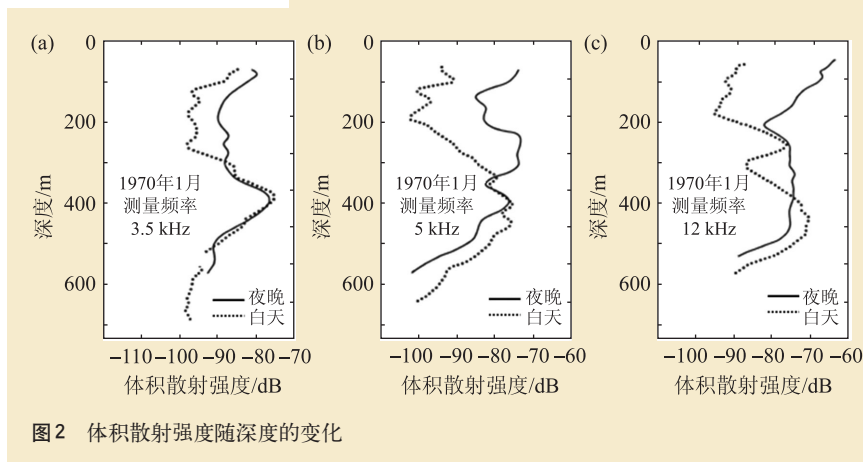 (a)
0
200
400
600
深度/m
1970年1月
测量频率
3.5 kHz
夜晚
白天
−110 −100 −90 −80 −70
体积散射强度/dB
(b)
0
200
400
600
深度/m
1970年1月
测量频率
5 kHz
夜晚
白天
−100 −90 −80 −70 −60
体积散射强度/dB
(c)
0
200
400
600
深度/m
1970年1月
测量频率
12 kHz
夜晚
白天
−100 −90 −80 −70 −60
体积散射强度/dB
图2 体积散射强度随深度的变化